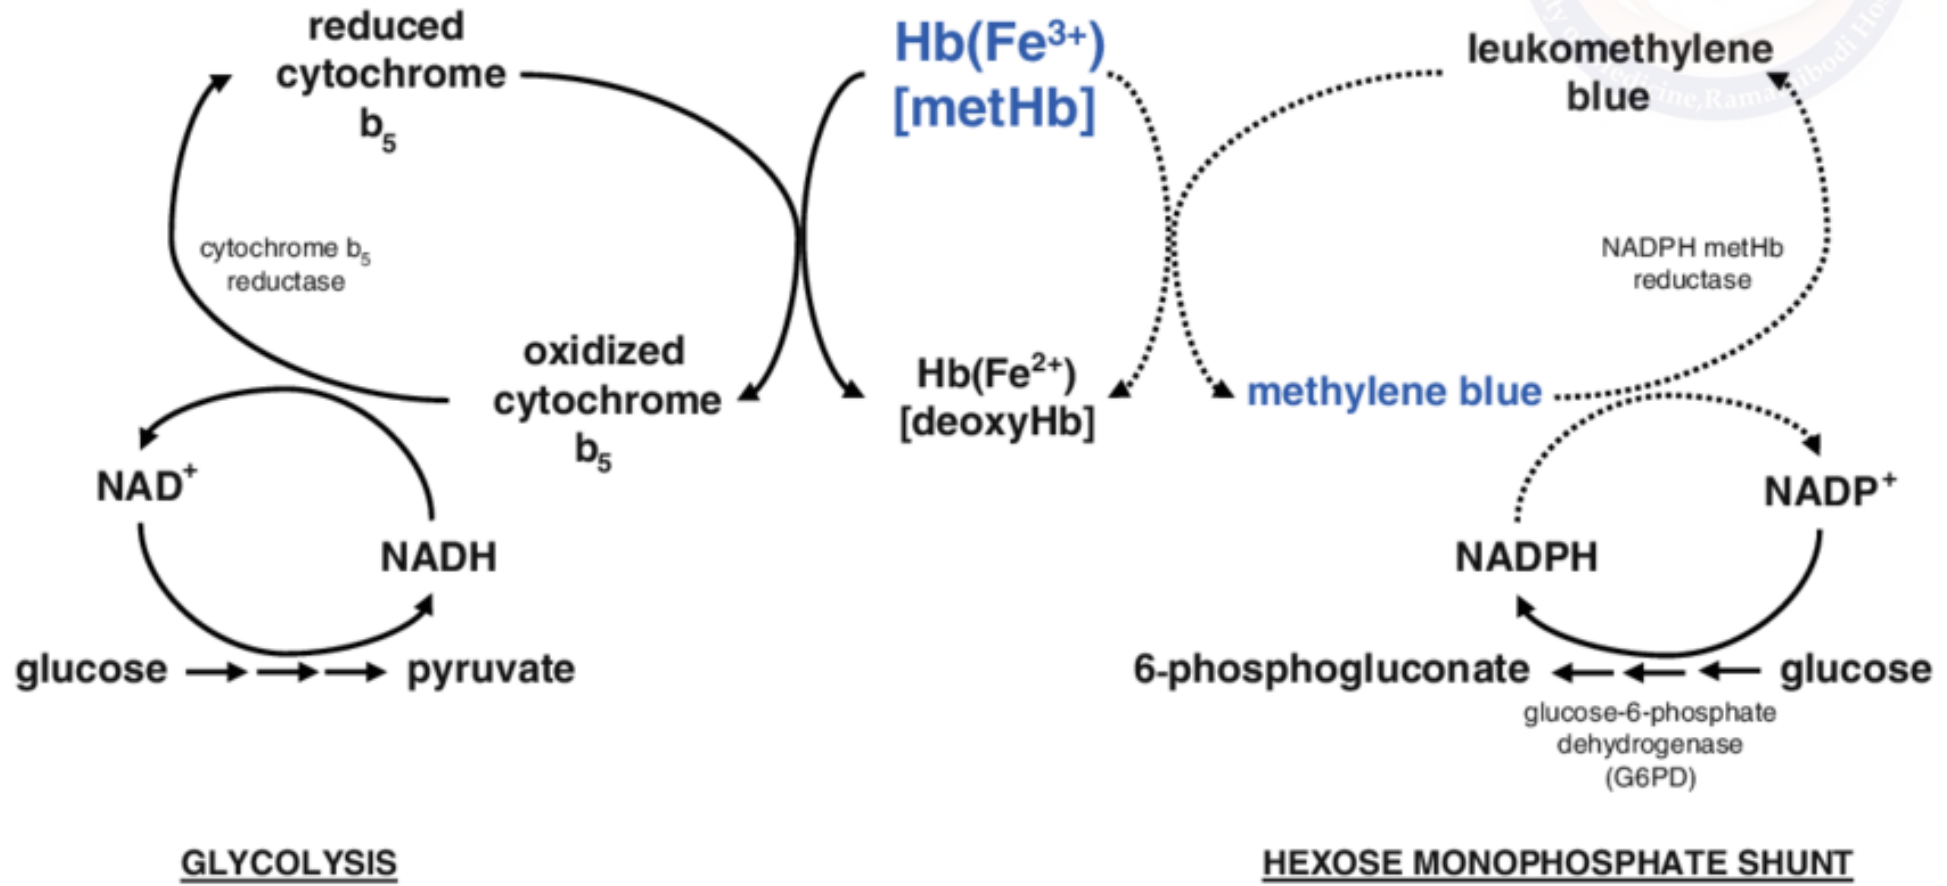 reduced
cytochrome
b₅
Hb(Fe³⁺)
[metHb]
leukomethylene
blue
cytochrome b₅
reductase
NADPH metHb
reductase
oxidized
cytochrome
b₅
Hb(Fe²⁺)
[deoxyHb]
methylene blue
NAD⁺
NADH
NADPH
NADP⁺
glucose
pyruvate
6-phosphogluconate
glucose
glucose-6-phosphate
dehydrogenase
(G6PD)
GLYCOLYSIS
HEXOSE MONOPHOSPHATE SHUNT